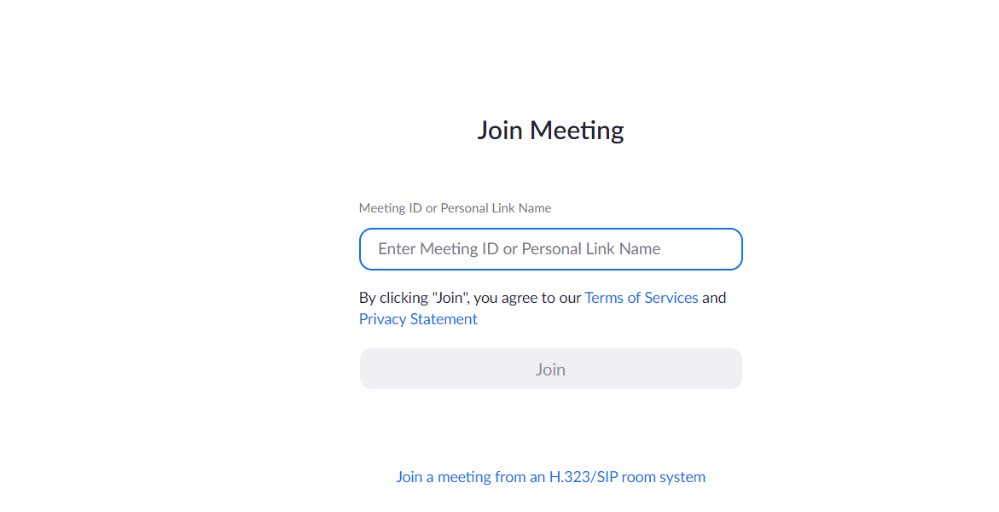 Join Meeting
Meeting ID or Personal Link Name
Enter Meeting ID or Personal Link Name
By clicking "Join", you agree to our Terms of Services and
Privacy Statement
Join
Join a meeting from an H.323/SIP room system